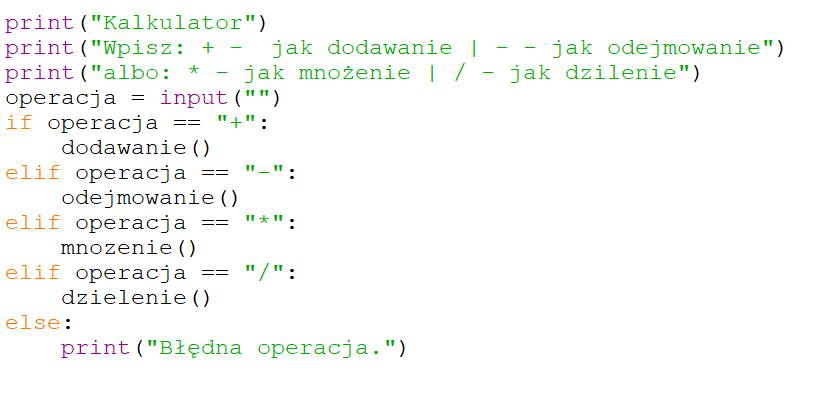 print("Kalkulator")
print("Wpisz: + -  jak dodawanie | - - jak odejmowanie")
print("albo: * - jak mnożenie | / - jak dzilenie")
operacja = input("")
if operacja == "+":
    dodawanie()
elif operacja == "-":
    odejmowanie()
elif operacja == "*":
    mnozenie()
elif operacja == "/":
    dzielenie()
else:
    print("Błędna operacja.")